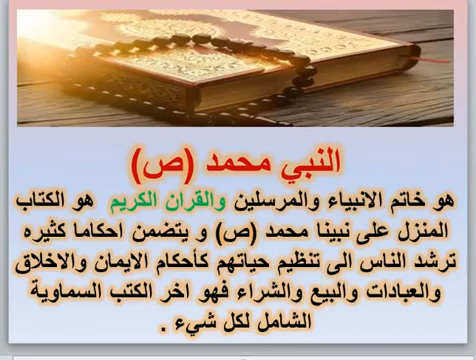 النبي محمد (ص)
هو خاتم الانبياء والمرسلين والقران الكريم هو الكتاب
المنزل على نبينا محمد (ص) و يتضمن احكاما كثيره
ترشد الناس الى تنظيم حياتهم كأحكام الايمان والاخلاق
والعبادات والبيع والشراء فهو اخر الكتب السماوية
الشامل لكل شيء .